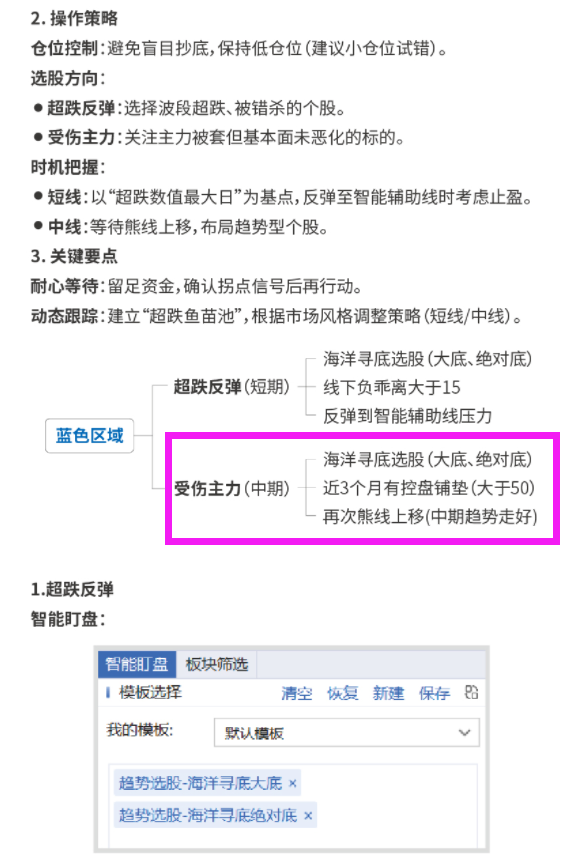 2. 操作策略
仓位控制:避免盲目抄底,保持低仓位(建议小仓位试错)。
选股方向:
● 超跌反弹:选择波段超跌、被错杀的个股。
● 受伤主力:关注主力被套但基本面未恶化的标的。
时机把握:
● 短线:以“超跌数值最大日”为基点,反弹至智能辅助线时考虑止盈。
● 中线:等待熊线上移,布局趋势型个股。
3. 关键要点
耐心等待:留足资金,确认拐点信号后再行动。
动态跟踪:建立“超跌鱼苗池”,根据市场风格调整策略(短线/中线)。
蓝色区域
超跌反弹(短期)
海洋寻底选股(大底、绝对底)
线下负乖离大于15
反弹到智能辅助线压力
受伤主力(中期)
海洋寻底选股(大底、绝对底)
近3个月有控盘铺垫(大于50)
再次熊线上移(中期趋势走好)
1.超跌反弹
智能盯盘:
智能盯盘 板块筛选
模板选择 清空 恢复 新建 保存
我的模板: 默认模板
趋势选股-海洋寻底大底 ×
趋势选股-海洋寻底绝对底 ×